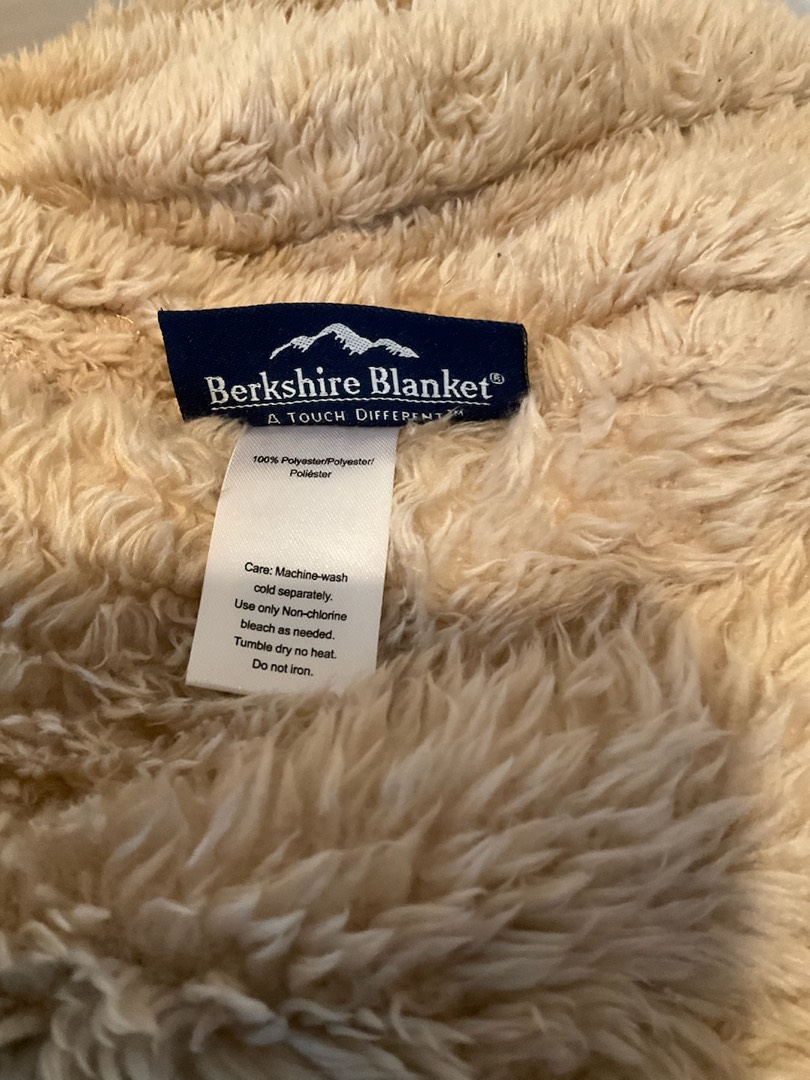 Berkshire Blanket®
A TOUCH DIFFERENT™
100% Polyester/Polyester/
Poliéster
Care: Machine-wash
cold separately.
Use only Non-chlorine
bleach as needed.
Tumble dry no heat.
Do not iron.